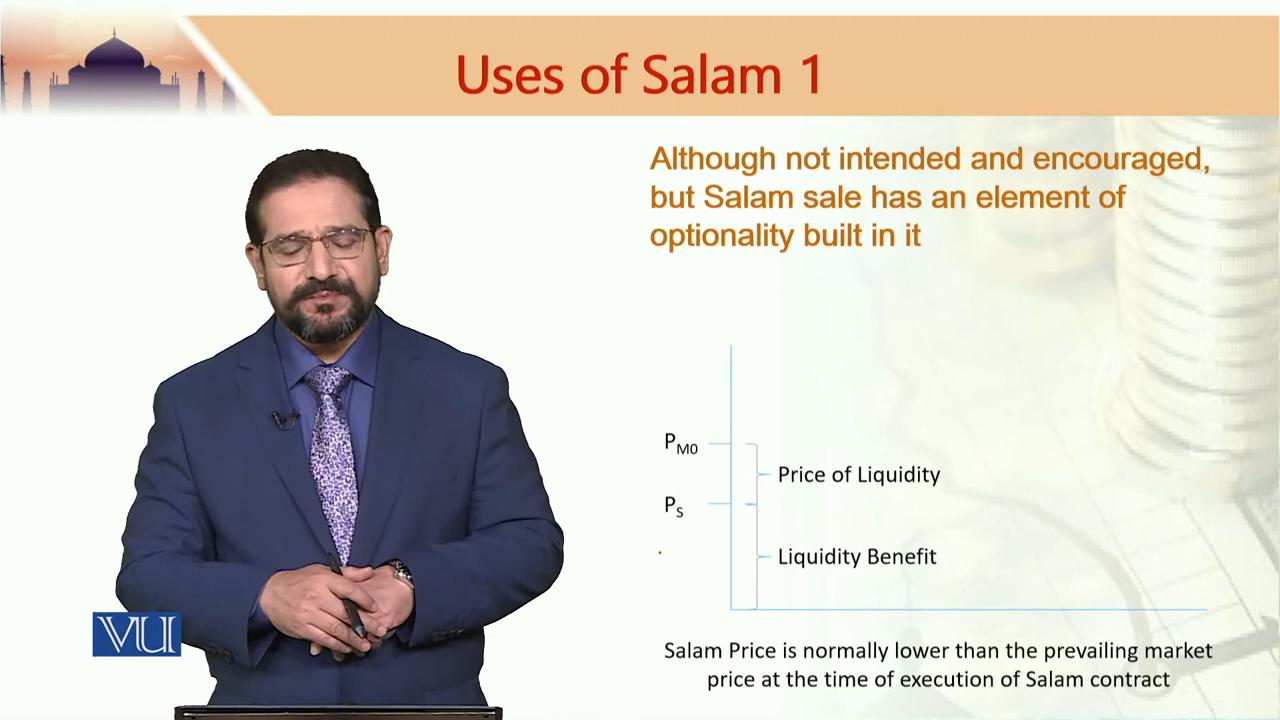 Uses of Salam 1
Although not intended and encouraged,
but Salam sale has an element of
optionality built in it
PM0
Price of Liquidity
PS
Liquidity Benefit
VU
Salam Price is normally lower than the prevailing market
price at the time of execution of Salam contract